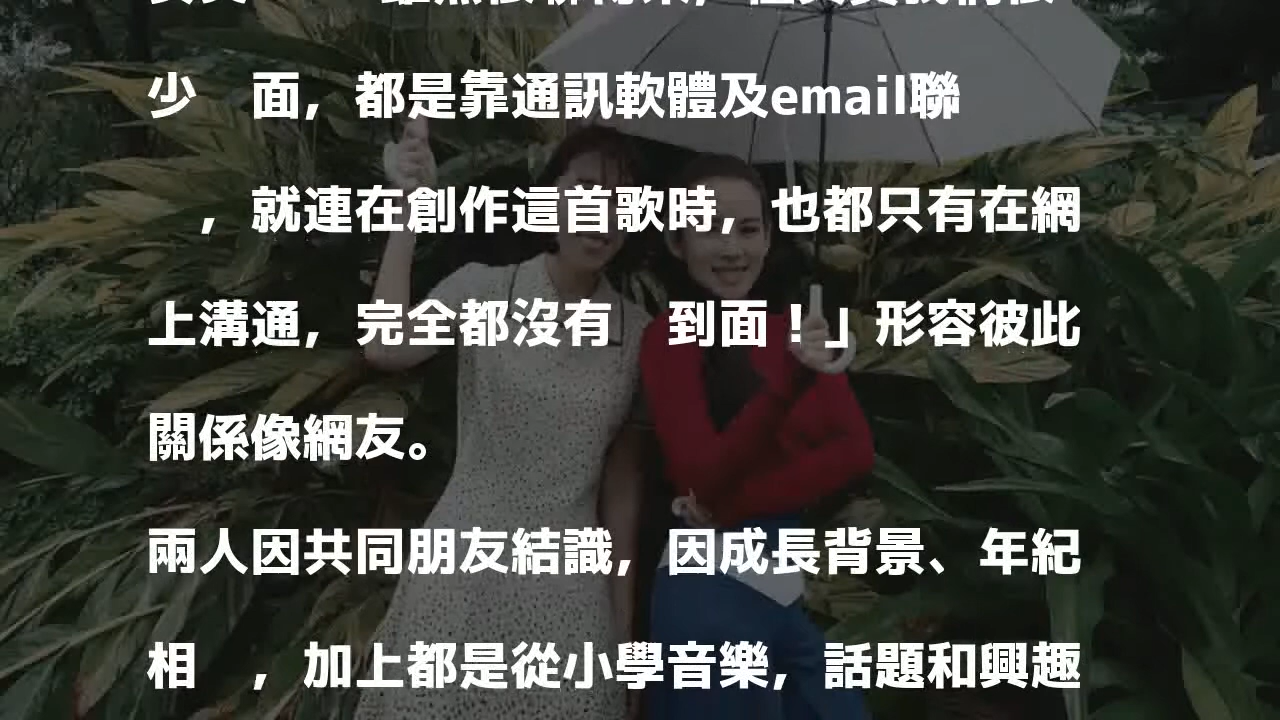 少　面，都是靠通訊軟體及email聯
　，就連在創作這首歌時，也都只有在網
上溝通，完全都沒有　到面！」形容彼此
關係像網友。
兩人因共同朋友結識，因成長背景、年紀
相　，加上都是從小學音樂，話題和興趣